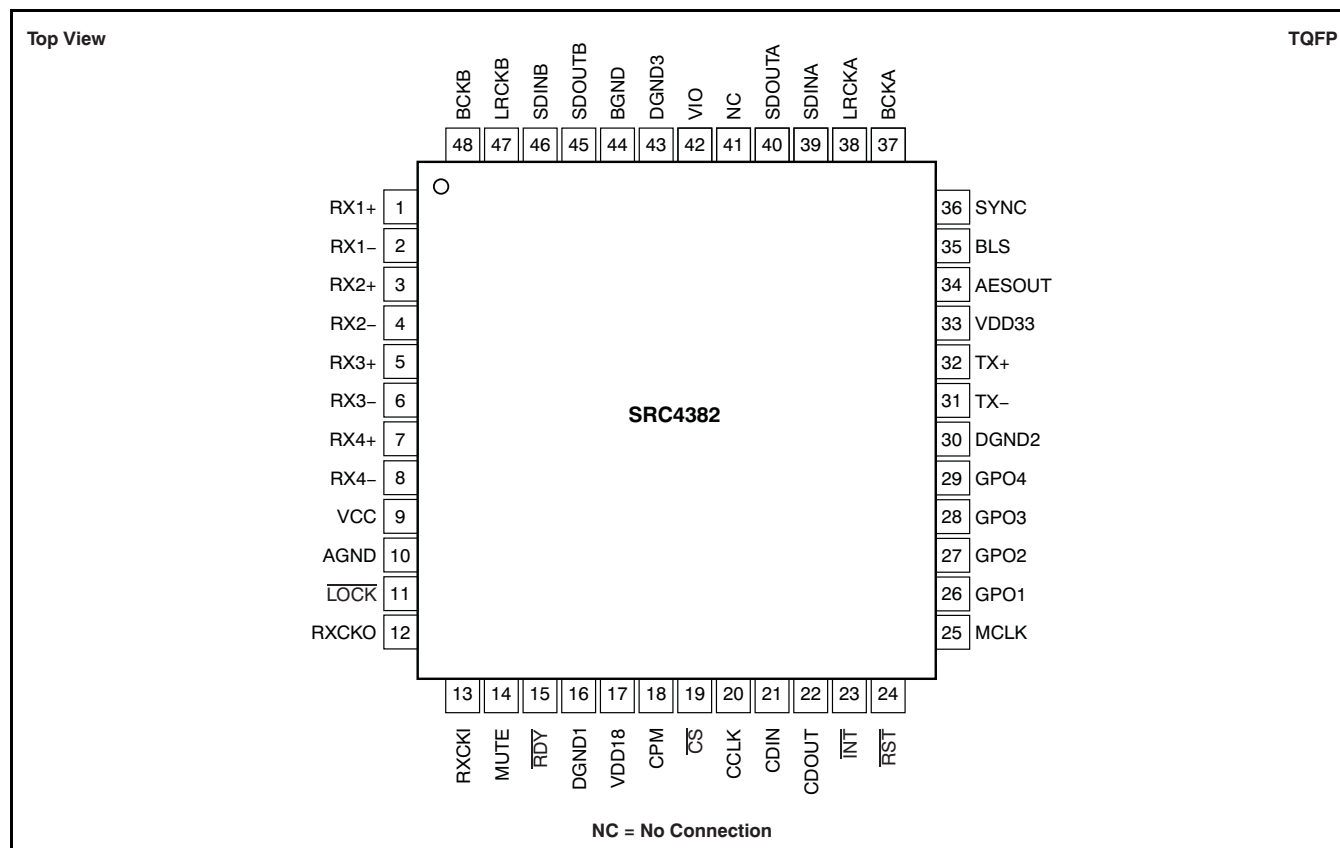 Top View
TQFP
BCKB
LRCKB
SDINB
SDOUTB
BGND
DGND3
VIO
NC
SDOUTA
SDINA
LRCKA
BCKA
48 47 46 45 44 43 42 41 40 39 38 37
RX1+ 1
RX1− 2
RX2+ 3
RX2− 4
RX3+ 5
RX3− 6
RX4+ 7
RX4− 8
VCC 9
AGND 10
LOCK 11
RXCKO 12
SRC4382
36 SYNC
35 BLS
34 AESOUT
33 VDD33
32 TX+
31 TX−
30 DGND2
29 GPO4
28 GPO3
27 GPO2
26 GPO1
25 MCLK
13 14 15 16 17 18 19 20 21 22 23 24
RXCKI
MUTE
RDY
DGND1
VDD18
CPM
CS
CCLK
CDIN
CDOUT
INT
RST
NC = No Connection